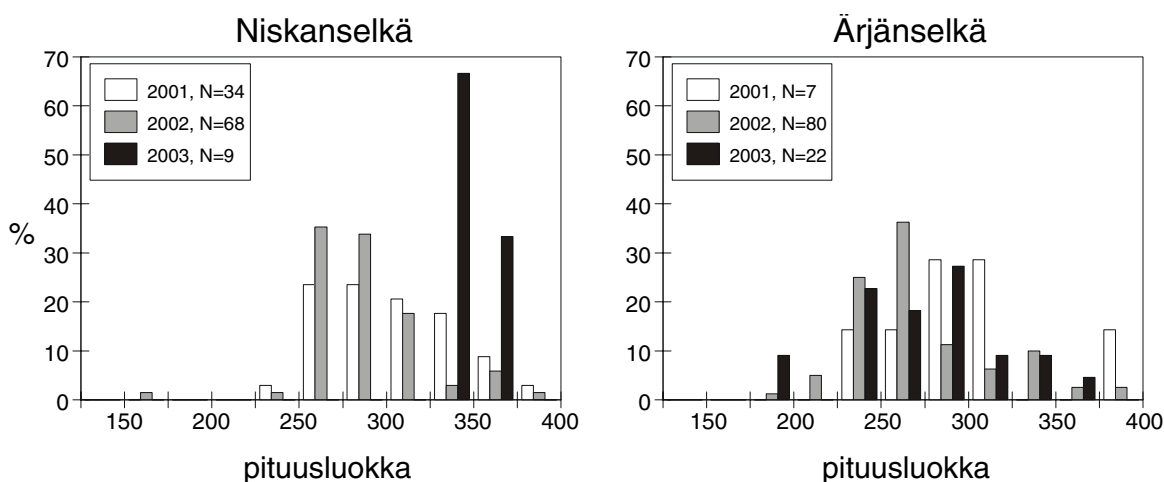 Niskanselkä
70
60
50
40
30
20
10
0
%
2001, N=34
2002, N=68
2003, N=9
150 200 250 300 350 400
pituusluokka
Ärjänselkä
70
60
50
40
30
20
10
0
2001, N=7
2002, N=80
2003, N=22
150 200 250 300 350 400
pituusluokka